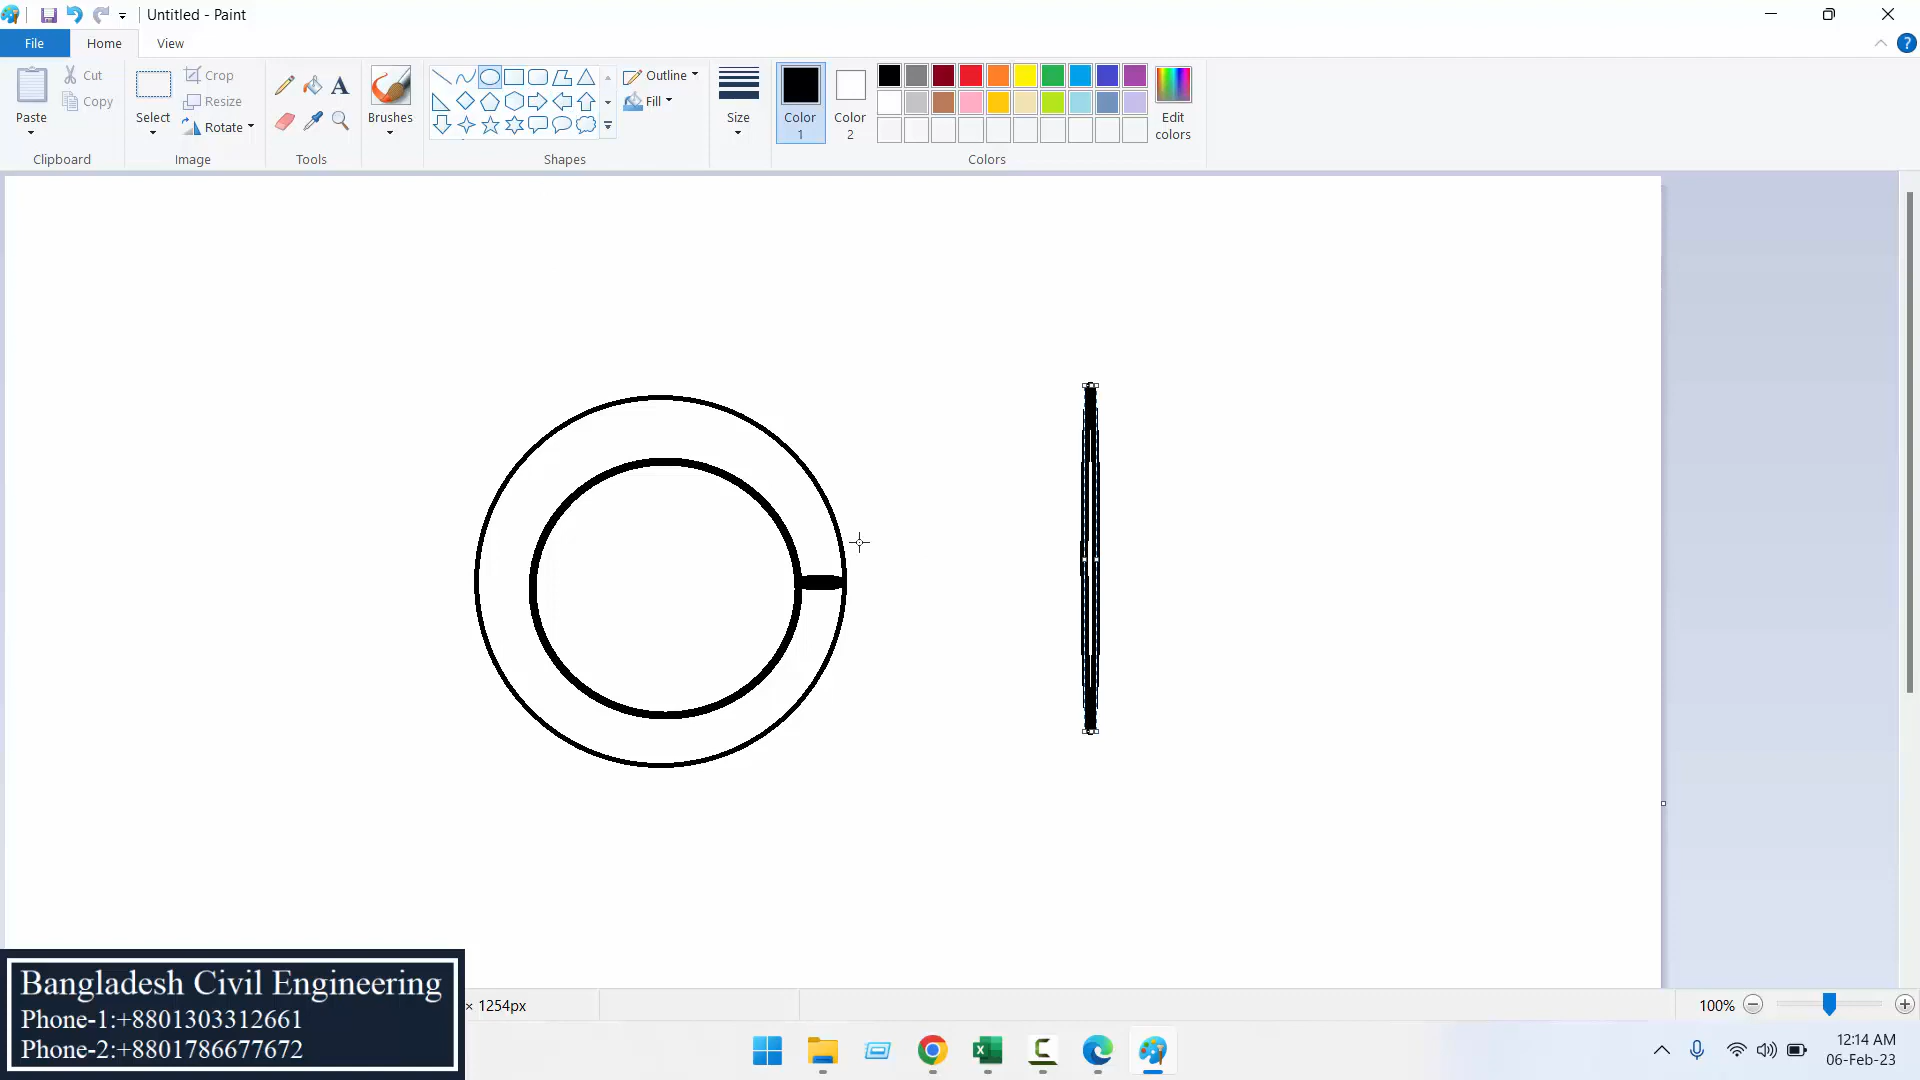 Untitled - Paint
File
Home
View
?
Paste
Cut
Copy
Clipboard
Select
Crop
Resize
Rotate
Image
A
Tools
Brushes
Outline
Fill
Shapes
Size
Color 1
Color 2
Edit colors
Colors
Bangladesh Civil Engineering
Phone-1:+8801303312661
Phone-2:+8801786677672
× 1254px
100%
12:14 AM
06-Feb-23